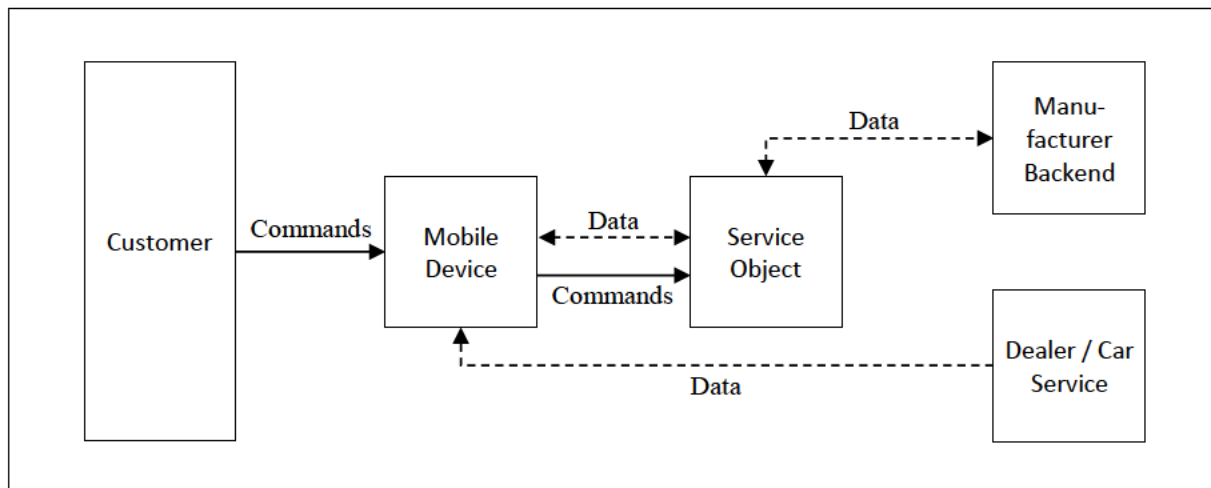 Customer
Commands
Mobile
Device
Data
Commands
Service
Object
Data
Manu-
facturer
Backend
Dealer / Car
Service
Data